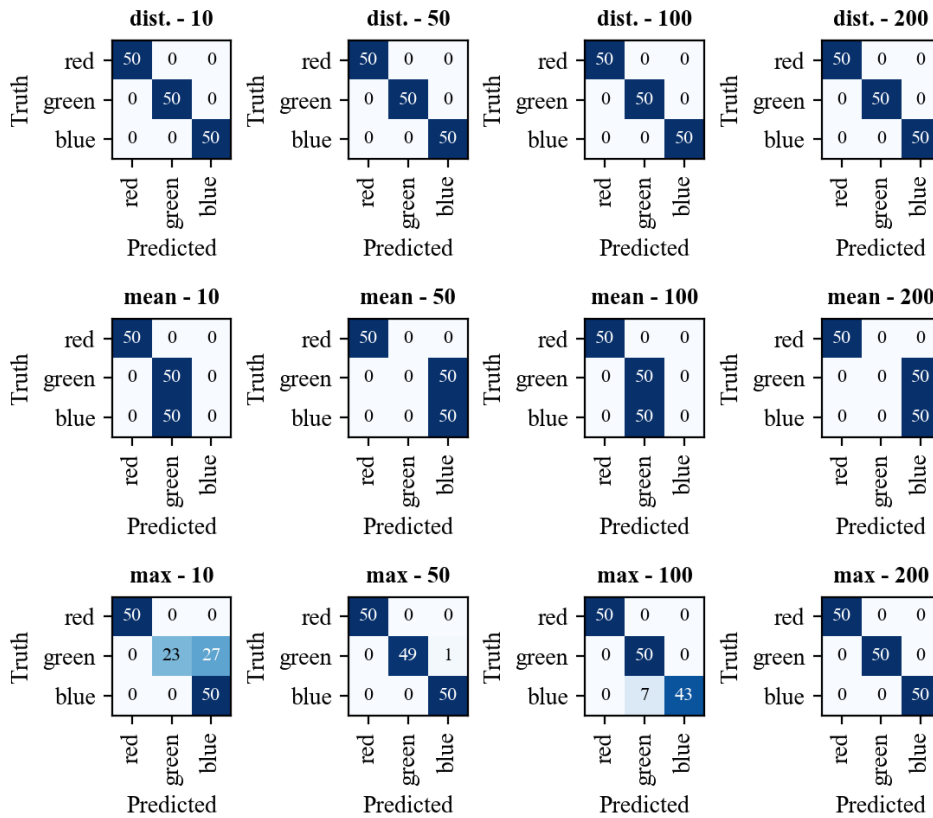 dist. - 10 dist. - 50 dist. - 100 dist. - 200
Truth red 50 0 0 Truth 50 0 0 Truth 50 0 0 Truth red 50 0 0
green 0 50 0 green 0 50 0 green 0 50 0 green 0 50 0
blue 0 0 50 blue 0 0 50 blue 0 0 50 blue 0 0 50
red green blue red green blue red green blue red green blue
Predicted Predicted Predicted Predicted
mean - 10 mean - 50 mean - 100 mean - 200
Truth red 50 0 0 Truth red 50 0 0 Truth red 50 0 0 Truth red 50 0 0
green 0 50 0 green 0 0 50 green 0 50 0 green 0 0 50
blue 0 50 0 blue 0 0 50 blue 0 50 0 blue 0 0 50
red green blue red green blue red green blue red green blue
Predicted Predicted Predicted Predicted
max - 10 max - 50 max - 100 max - 200
Truth red 50 0 0 Truth red 50 0 0 Truth red 50 0 0 Truth red 50 0 0
green 0 23 27 green 0 49 1 green 0 50 0 green 0 50 0
blue 0 0 50 blue 0 0 50 blue 0 7 43 blue 0 0 50
red green blue red green blue red green blue red green blue
Predicted Predicted Predicted Predicted